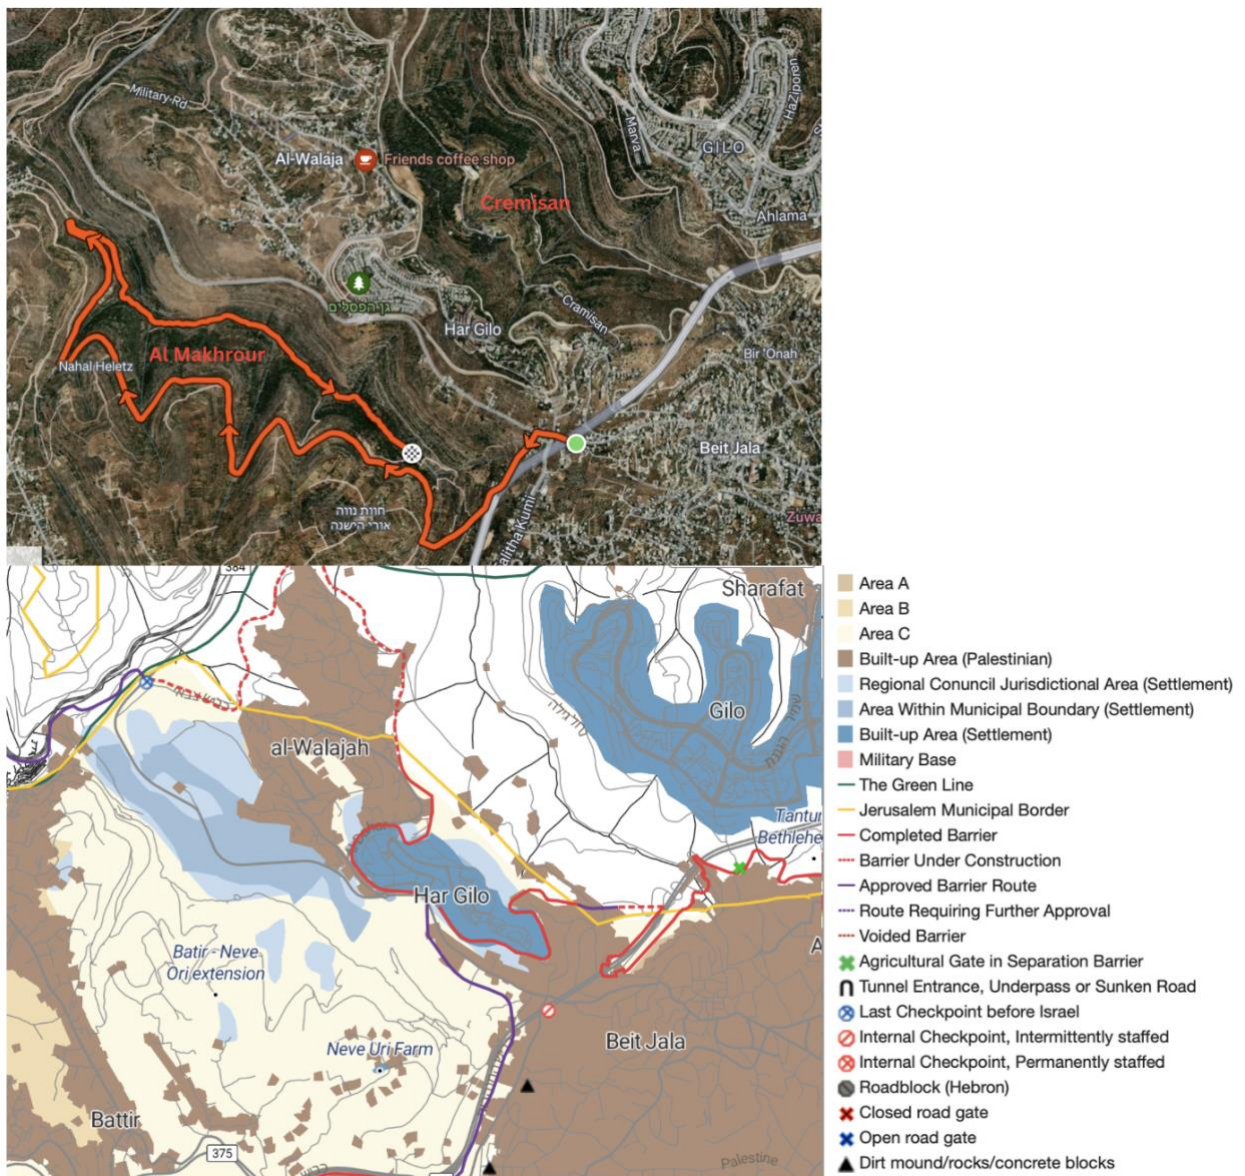 Military Rd
Al-Walaja
Friends coffee shop
Marva
HaZiporen
GILO
Cremisan
Ahlama
גן הפסלים
Har Gilo
Cramisan
Bir 'Onah
Al Makhrour
Nahal Heletz
Beit Jala
חוות נווה
אורי הישנה
Zuwa
alithaKumi
384
Sharafat
Gilo
al-Walajah
Tantur
Bethlehe
Har Gilo
Batir - Neve
Ori extension
Neve Uri Farm
Beit Jala
A
Battir
375
Palestine
Area A
Area B
Area C
Built-up Area (Palestinian)
Regional Conuncil Jurisdictional Area (Settlement)
Area Within Municipal Boundary (Settlement)
Built-up Area (Settlement)
Military Base
The Green Line
Jerusalem Municipal Border
Completed Barrier
Barrier Under Construction
Approved Barrier Route
Route Requiring Further Approval
Voided Barrier
Agricultural Gate in Separation Barrier
Tunnel Entrance, Underpass or Sunken Road
Last Checkpoint before Israel
Internal Checkpoint, Intermittently staffed
Internal Checkpoint, Permanently staffed
Roadblock (Hebron)
Closed road gate
Open road gate
Dirt mound/rocks/concrete blocks